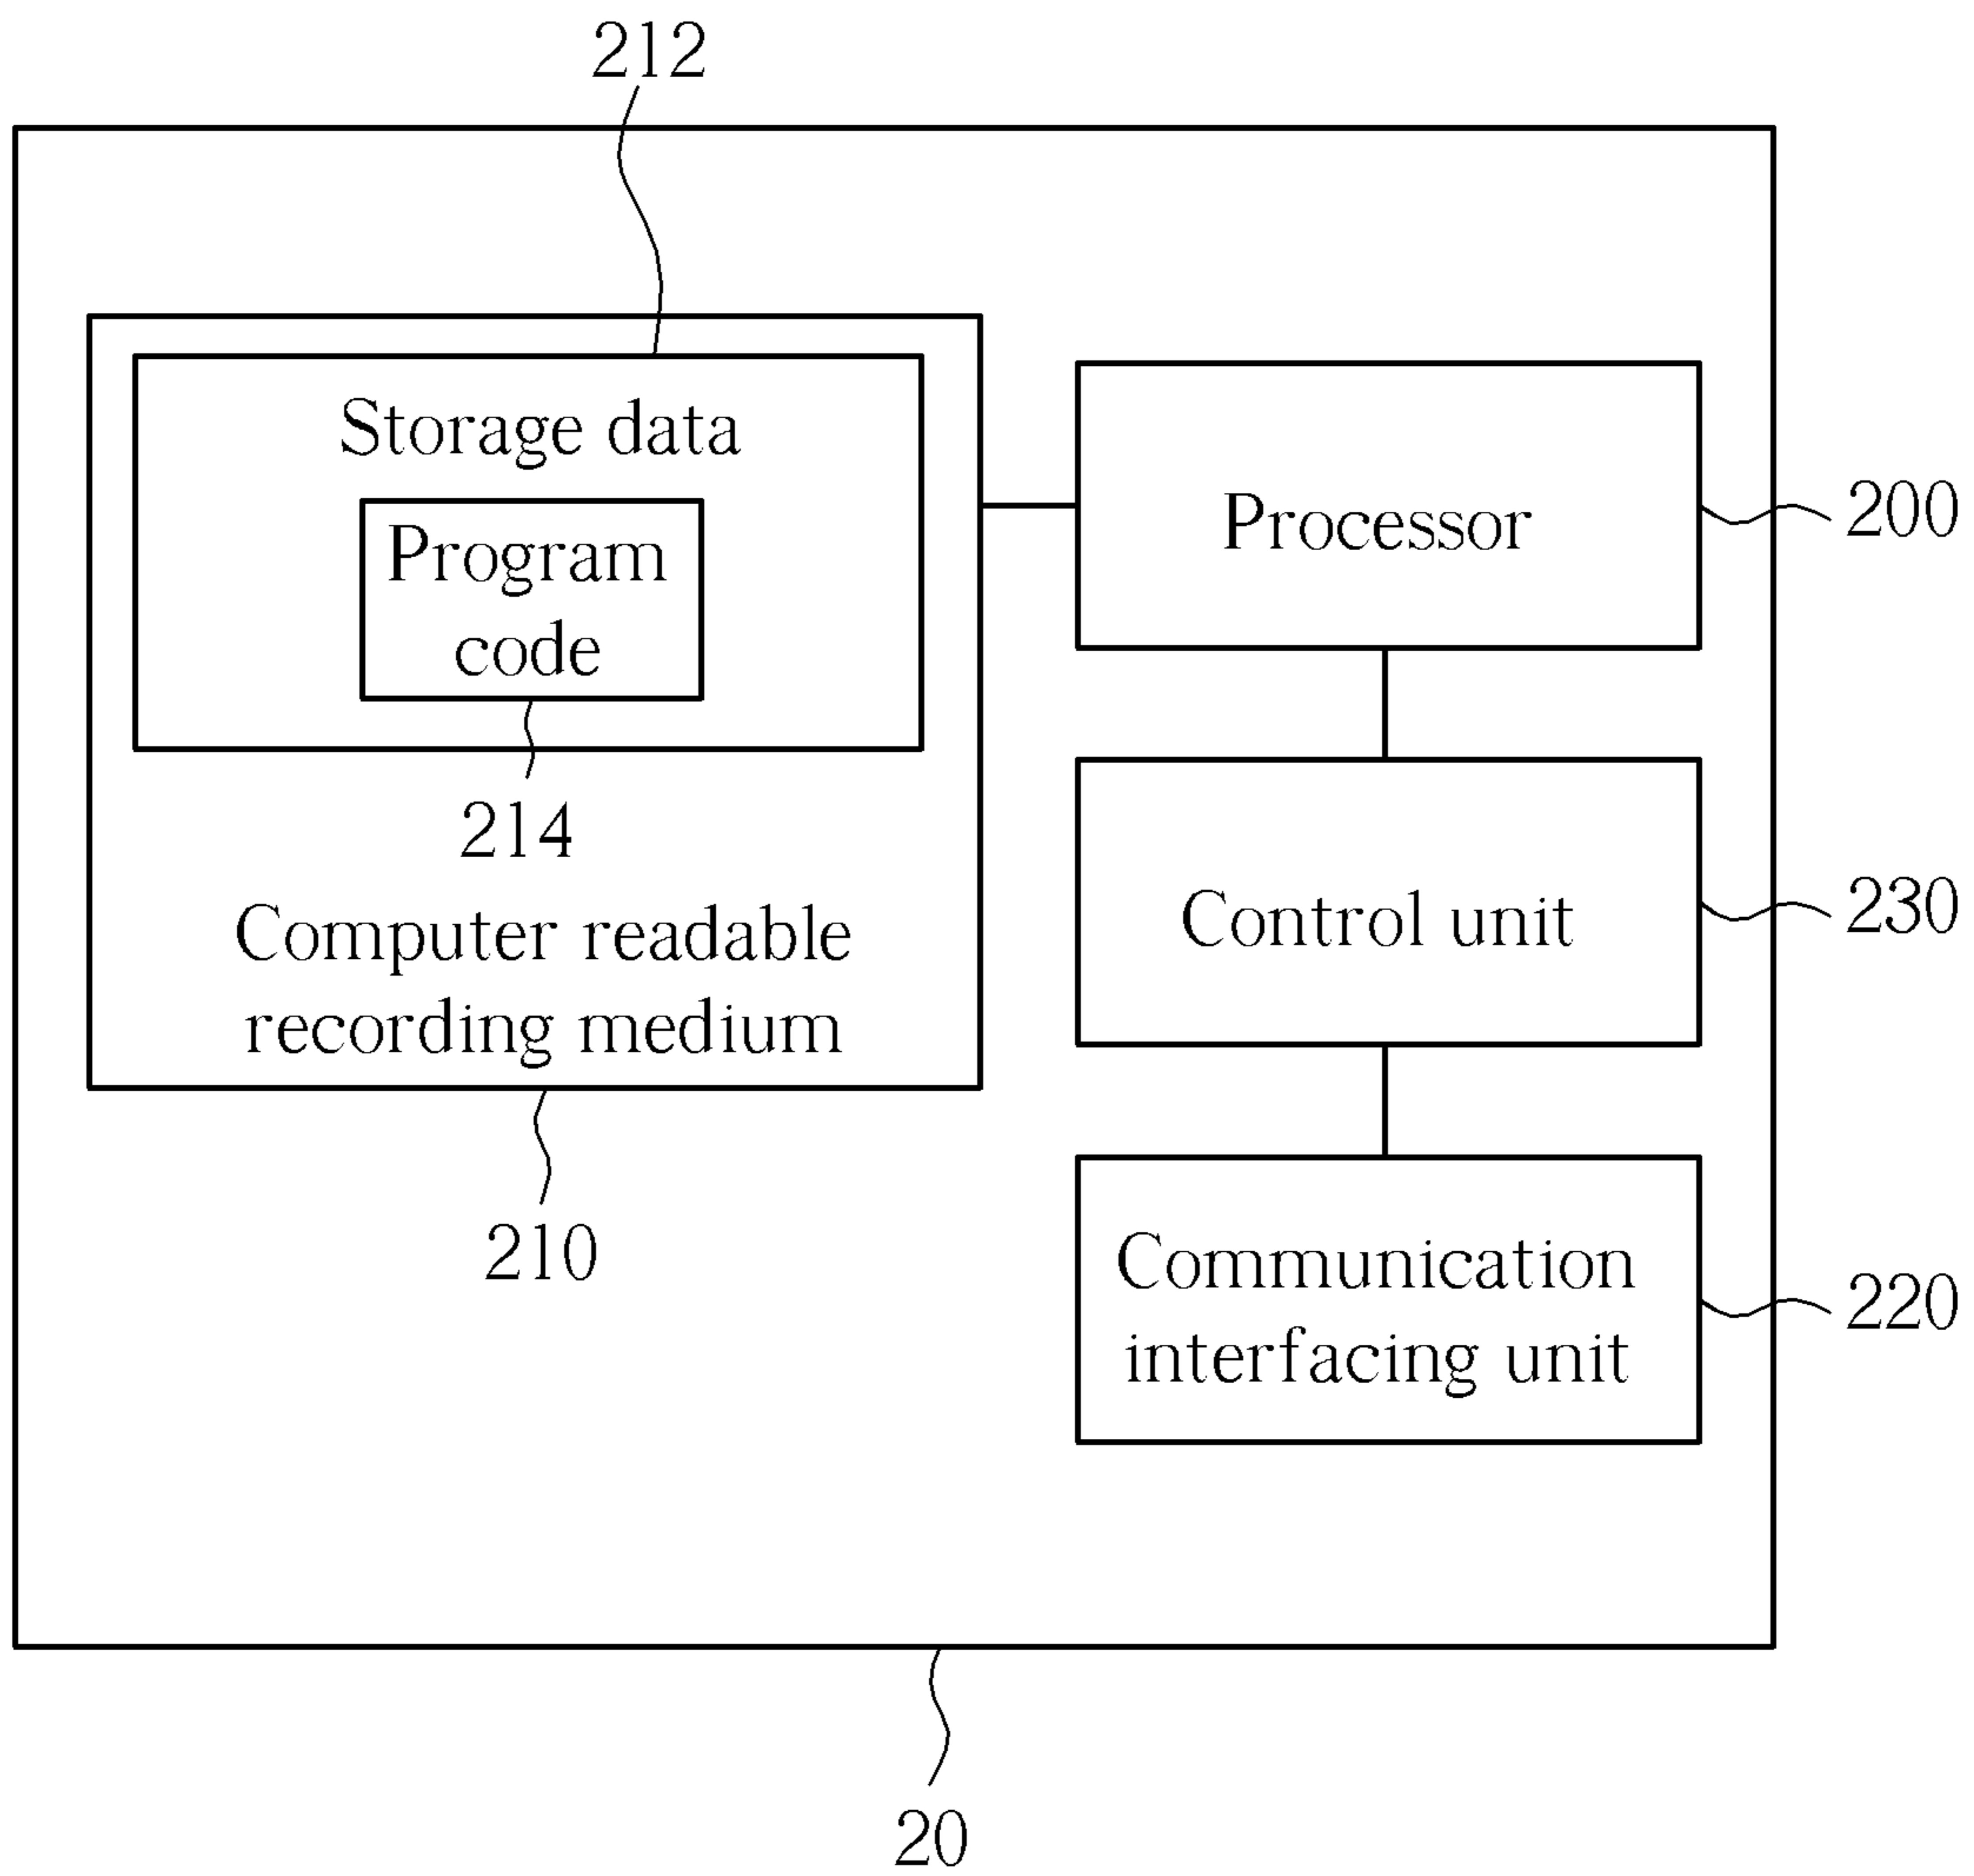 212
Storage data
Program
code
214
Computer readable
recording medium
210
Processor
200
Control unit
230
Communication
interfacing unit
220
20